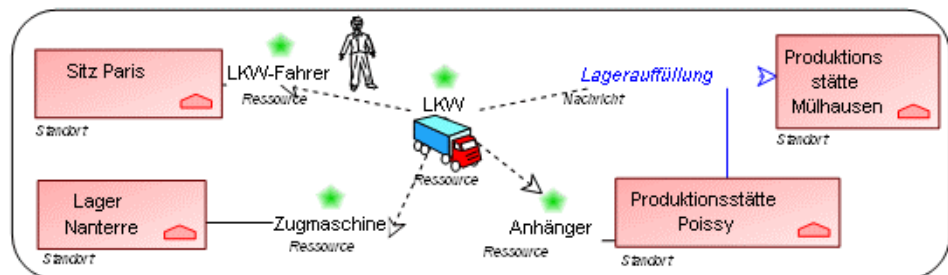 Sitz Paris
Standort
LKW-Fahrer
Ressource
LKW
Ressource
Lagerauffüllung
Nachricht
Produktions
stätte
Mülhausen
Standort
Lager
Nanterre
Standort
Zugmaschine
Ressource
Anhänger
Ressource
Produktionsstätte
Poissy
Standort